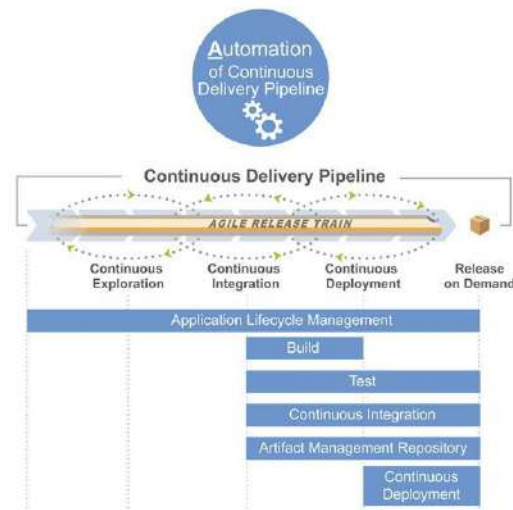 Automation
of Continuous
Delivery Pipeline
Continuous Delivery Pipeline
AGILE RELEASE TRAIN
Continuous
Exploration
Continuous
Integration
Continuous
Deployment
Release
on Demand
Application Lifecycle Management
Build
Test
Continuous Integration
Artifact Management Repository
Continuous
Deployment